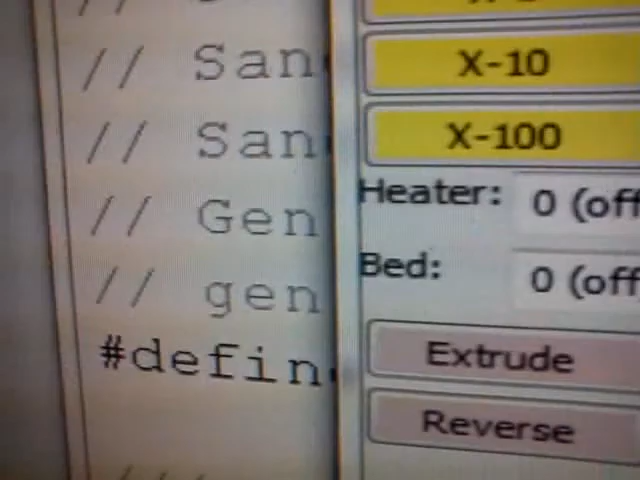 // San
// San
// Gen
// gen
#defin
X-10
X-100
Heater: 0 (off
Bed: 0 (off
Extrude
Reverse